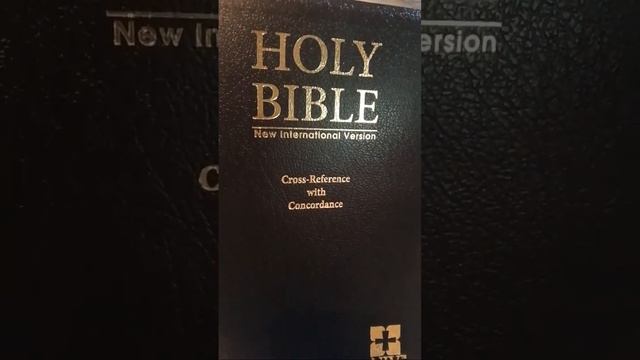 HOLY
BIBLE
New International Version
Cross-Reference
with
Concordance